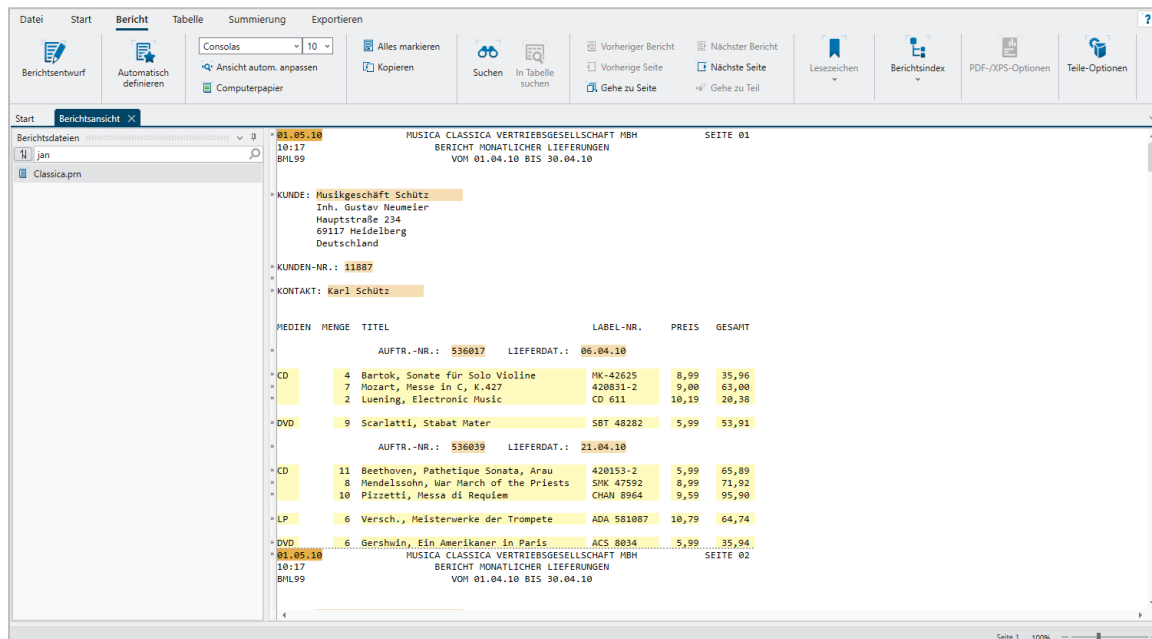 Datei Start Bericht Tabelle Summierung Exportieren ?
Berichtsentwurf
Automatisch definieren
Consolas 10
Ansicht autom. anpassen
Computerpapier
Alles markieren
Kopieren
Suchen
In Tabelle suchen
Vorheriger Bericht
Vorherige Seite
Gehe zu Seite
Nächster Bericht
Nächste Seite
Gehe zu Teil
Lesezeichen
Berichtsindex
PDF-/XPS-Optionen
Teile-Optionen
Start Berichtsansicht
Berichtsdateien
jan
Classica.prn
01.05.10 MUSICA CLASSICA VERTRIEBSGESELLSCHAFT MBH SEITE 01
10:17 BERICHT MONATLICHER LIEFERUNGEN
BML99 VOM 01.04.10 BIS 30.04.10
KUNDE: Musikgeschäft Schütz
Inh. Gustav Neumeier
Hauptstraße 234
69117 Heidelberg
Deutschland
KUNDEN-NR.: 11887
KONTAKT: Karl Schütz
MEDIEN MENGE TITEL LABEL-NR. PREIS GESAMT
AUFTR.-NR.: 536017 LIEFERDAT.: 06.04.10
CD 4 Bartok, Sonate für Solo Violine MK-42625 8,99 35,96
7 Mozart, Messe in C, K.427 420831-2 9,00 63,00
2 Luening, Electronic Music CD 611 10,19 20,38
DVD 9 Scarlatti, Stabat Mater SBT 48282 5,99 53,91
AUFTR.-NR.: 536039 LIEFERDAT.: 21.04.10
CD 11 Beethoven, Pathetique Sonata, Arau 420153-2 5,99 65,89
8 Mendelssohn, War March of the Priests SMK 47592 8,99 71,92
10 Pizzetti, Messa di Requiem CHAN 8964 9,59 95,90
LP 6 Versch., Meisterwerke der Trompete ADA 581087 10,79 64,74
DVD 6 Gershwin, Ein Amerikaner in Paris ACS 8034 5,99 35,94
01.05.10 MUSICA CLASSICA VERTRIEBSGESELLSCHAFT MBH SEITE 02
10:17 BERICHT MONATLICHER LIEFERUNGEN
BML99 VOM 01.04.10 BIS 30.04.10
Seite 1 100%